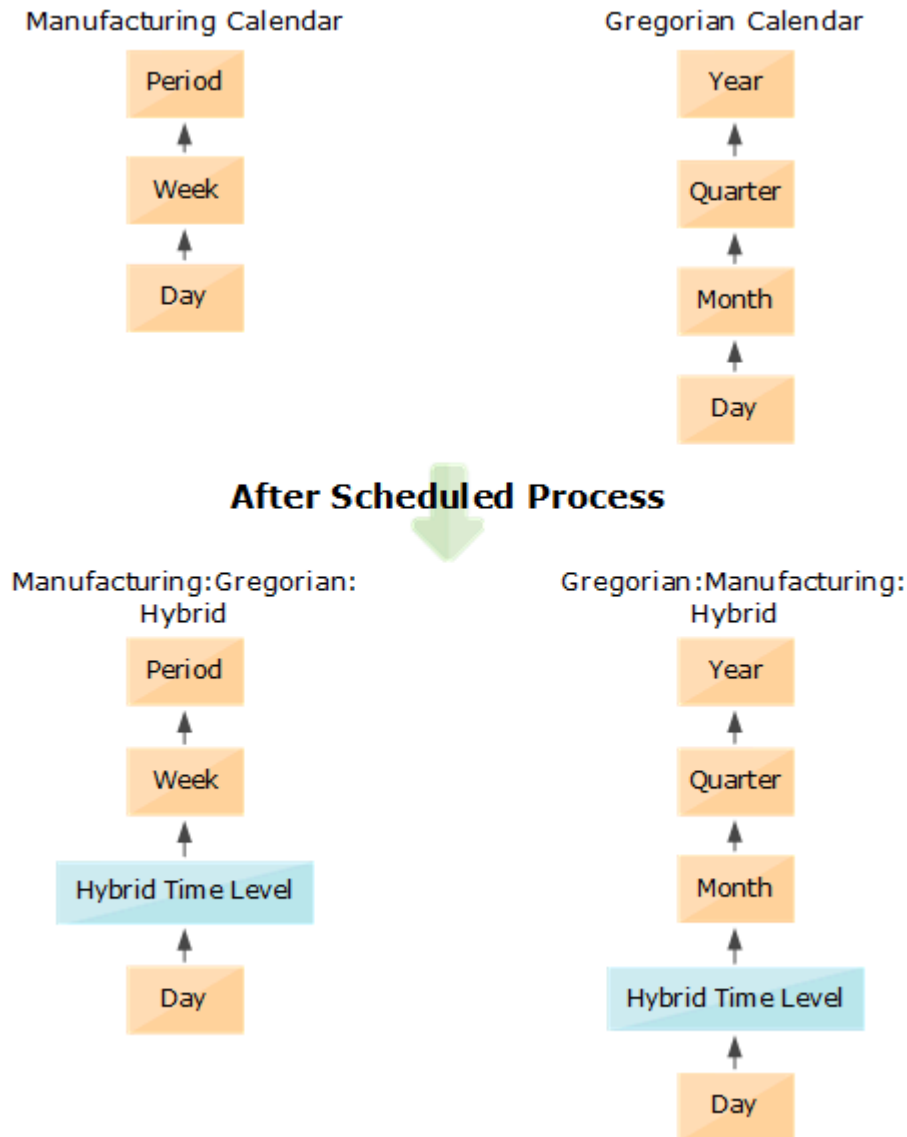 Manufacturing Calendar
Period
Week
Day
Gregorian Calendar
Year
Quarter
Month
Day
After Scheduled Process
Manufacturing:Gregorian:
Hybrid
Period
Week
Hybrid Time Level
Day
Gregorian:Manufacturing:
Hybrid
Year
Quarter
Month
Hybrid Time Level
Day